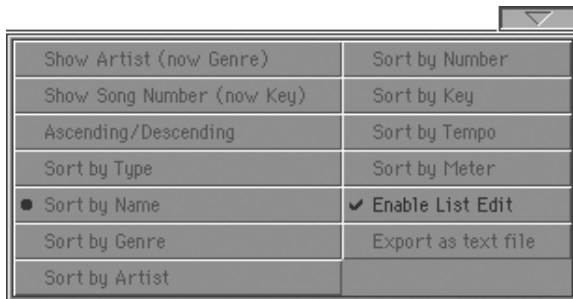 Show Artist (now Genre)
Show Song Number (now Key)
Ascending/Descending
Sort by Type
Sort by Name
Sort by Genre
Sort by Artist
Sort by Number
Sort by Key
Sort by Tempo
Sort by Meter
Enable List Edit
Export as text file